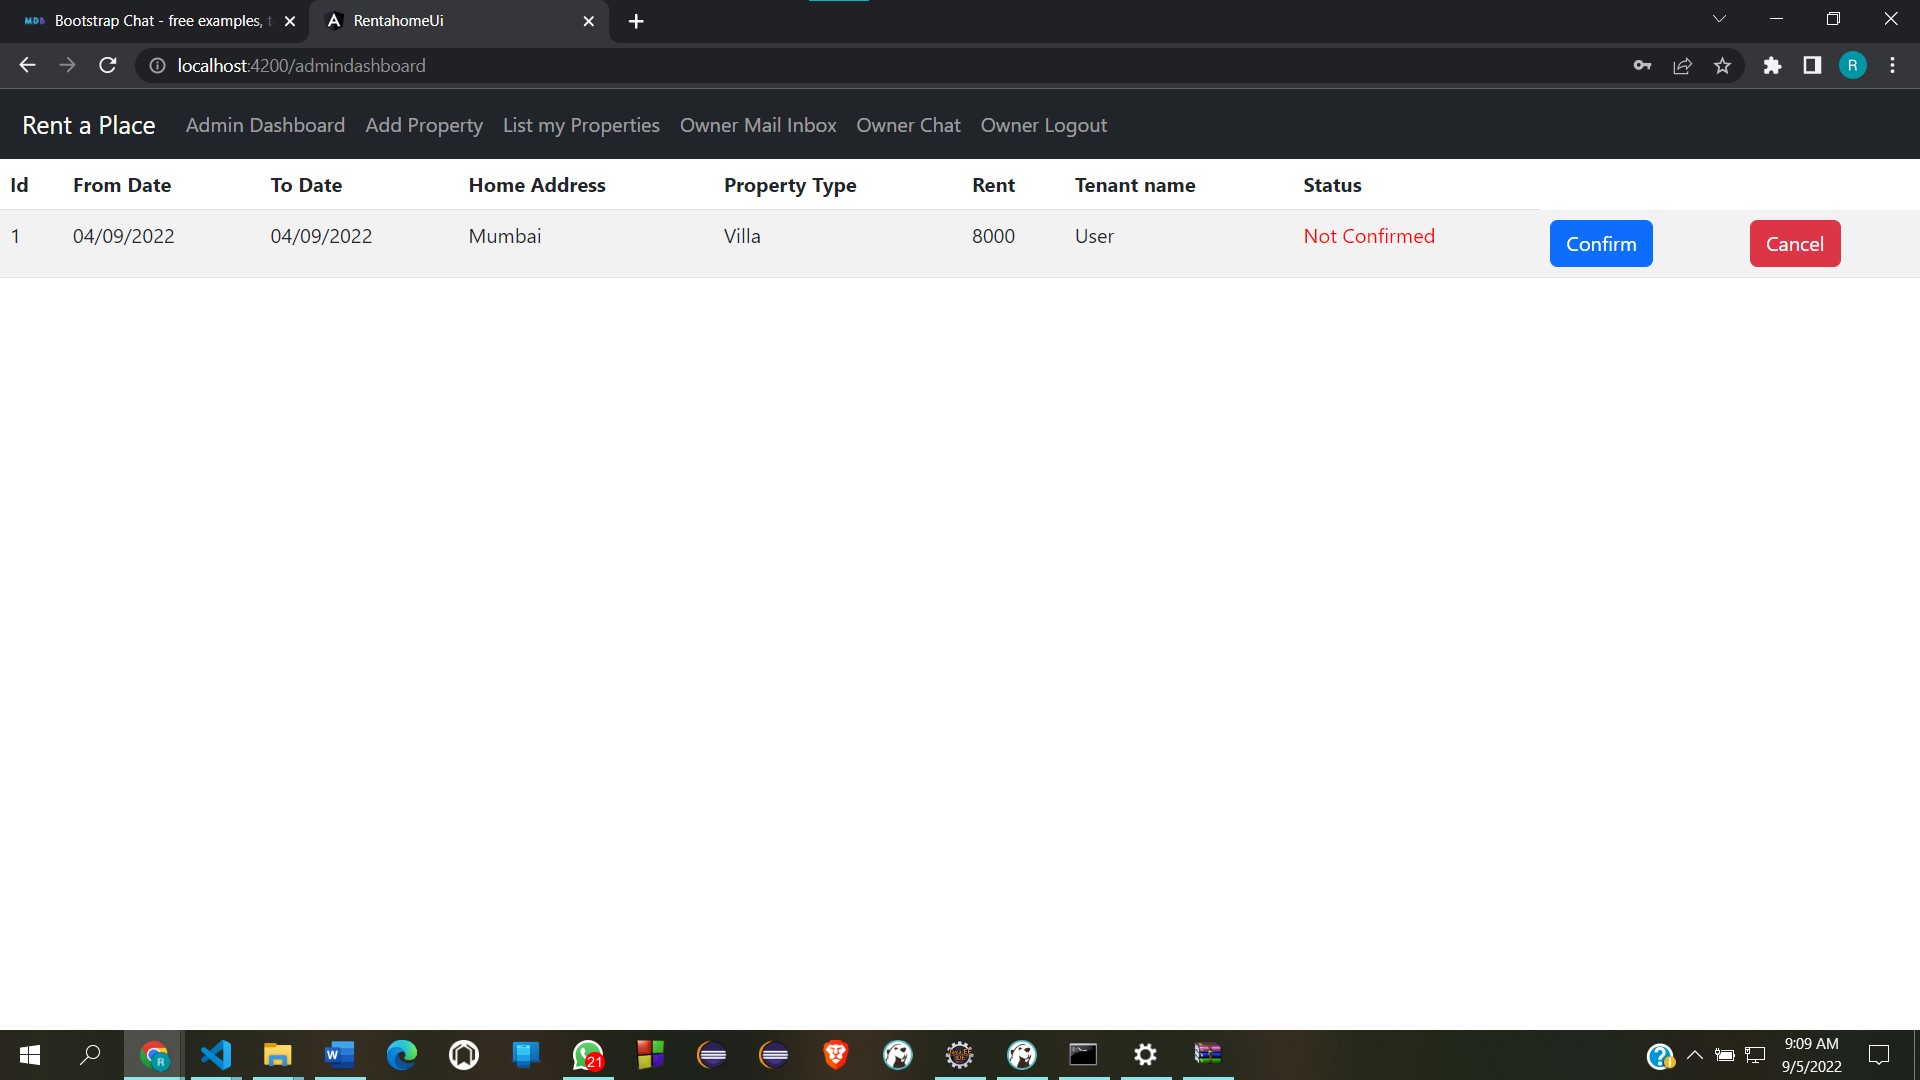 MDB Bootstrap Chat - free examples, t
RentahomeUi
localhost:4200/admindashboard
R
Rent a Place Admin Dashboard Add Property List my Properties Owner Mail Inbox Owner Chat Owner Logout
Id From Date To Date Home Address Property Type Rent Tenant name Status
1 04/09/2022 04/09/2022 Mumbai Villa 8000 User Not Confirmed Confirm Cancel
R
W
21
9:09 AM
9/5/2022